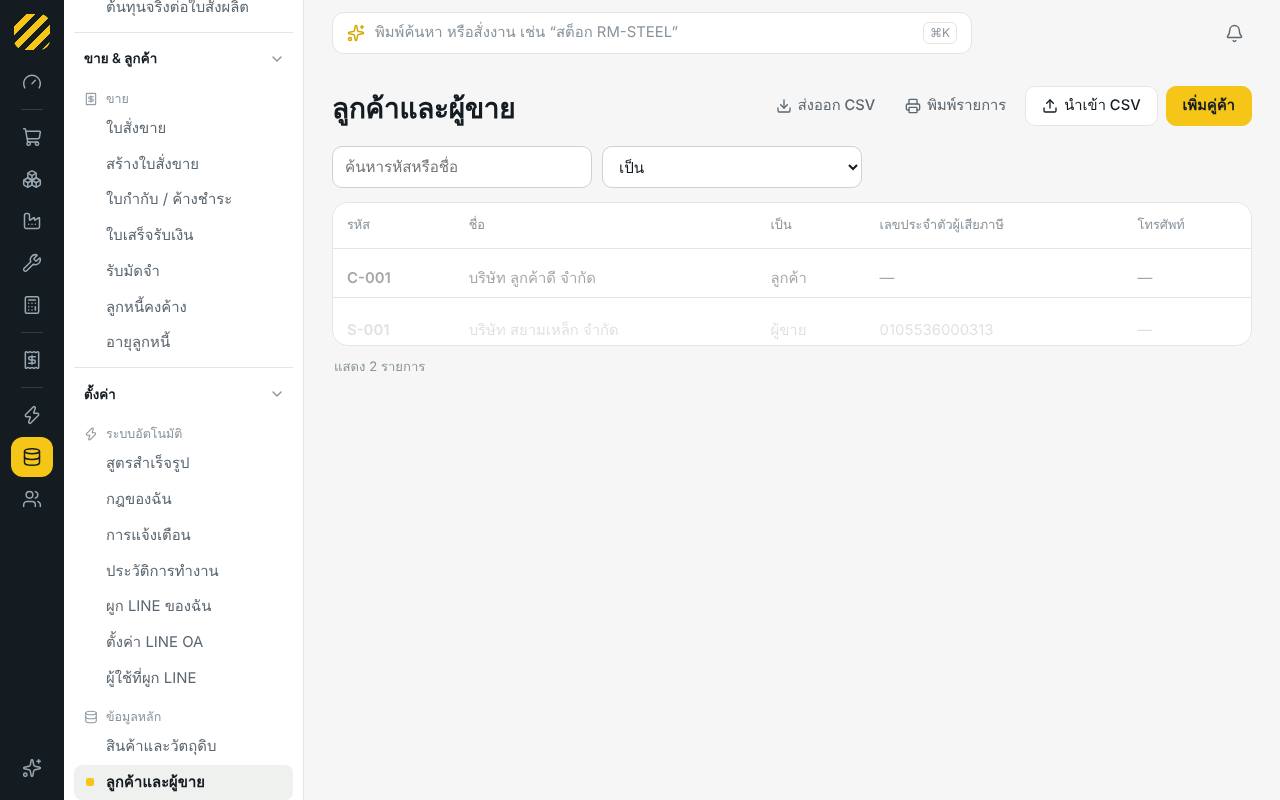 ต้นทุนจริงต่อใบสั่งผลิต
ขาย & ลูกค้า
ขาย
ใบสั่งขาย
สร้างใบสั่งขาย
ใบกำกับ / ค้างชำระ
ใบเสร็จรับเงิน
รับมัดจำ
ลูกหนี้คงค้าง
อายุลูกหนี้
ตั้งค่า
ระบบอัตโนมัติ
สูตรสำเร็จรูป
กฎของฉัน
การแจ้งเตือน
ประวัติการทำงาน
ผูก LINE ของฉัน
ตั้งค่า LINE OA
ผู้ใช้ที่ผูก LINE
ข้อมูลหลัก
สินค้าและวัตถุดิบ
ลูกค้าและผู้ขาย
พิมพ์ค้นหา หรือสั่งงาน เช่น “สต็อก RM-STEEL” ⌘K
ลูกค้าและผู้ขาย ส่งออก CSV พิมพ์รายการ นำเข้า CSV เพิ่มคู่ค้า
ค้นหารหัสหรือชื่อ เป็น
รหัส ชื่อ เป็น เลขประจำตัวผู้เสียภาษี โทรศัพท์
C-001 บริษัท ลูกค้าดี จำกัด ลูกค้า — —
S-001 บริษัท สยามเหล็ก จำกัด ผู้ขาย 0105536000313 —
แสดง 2 รายการ